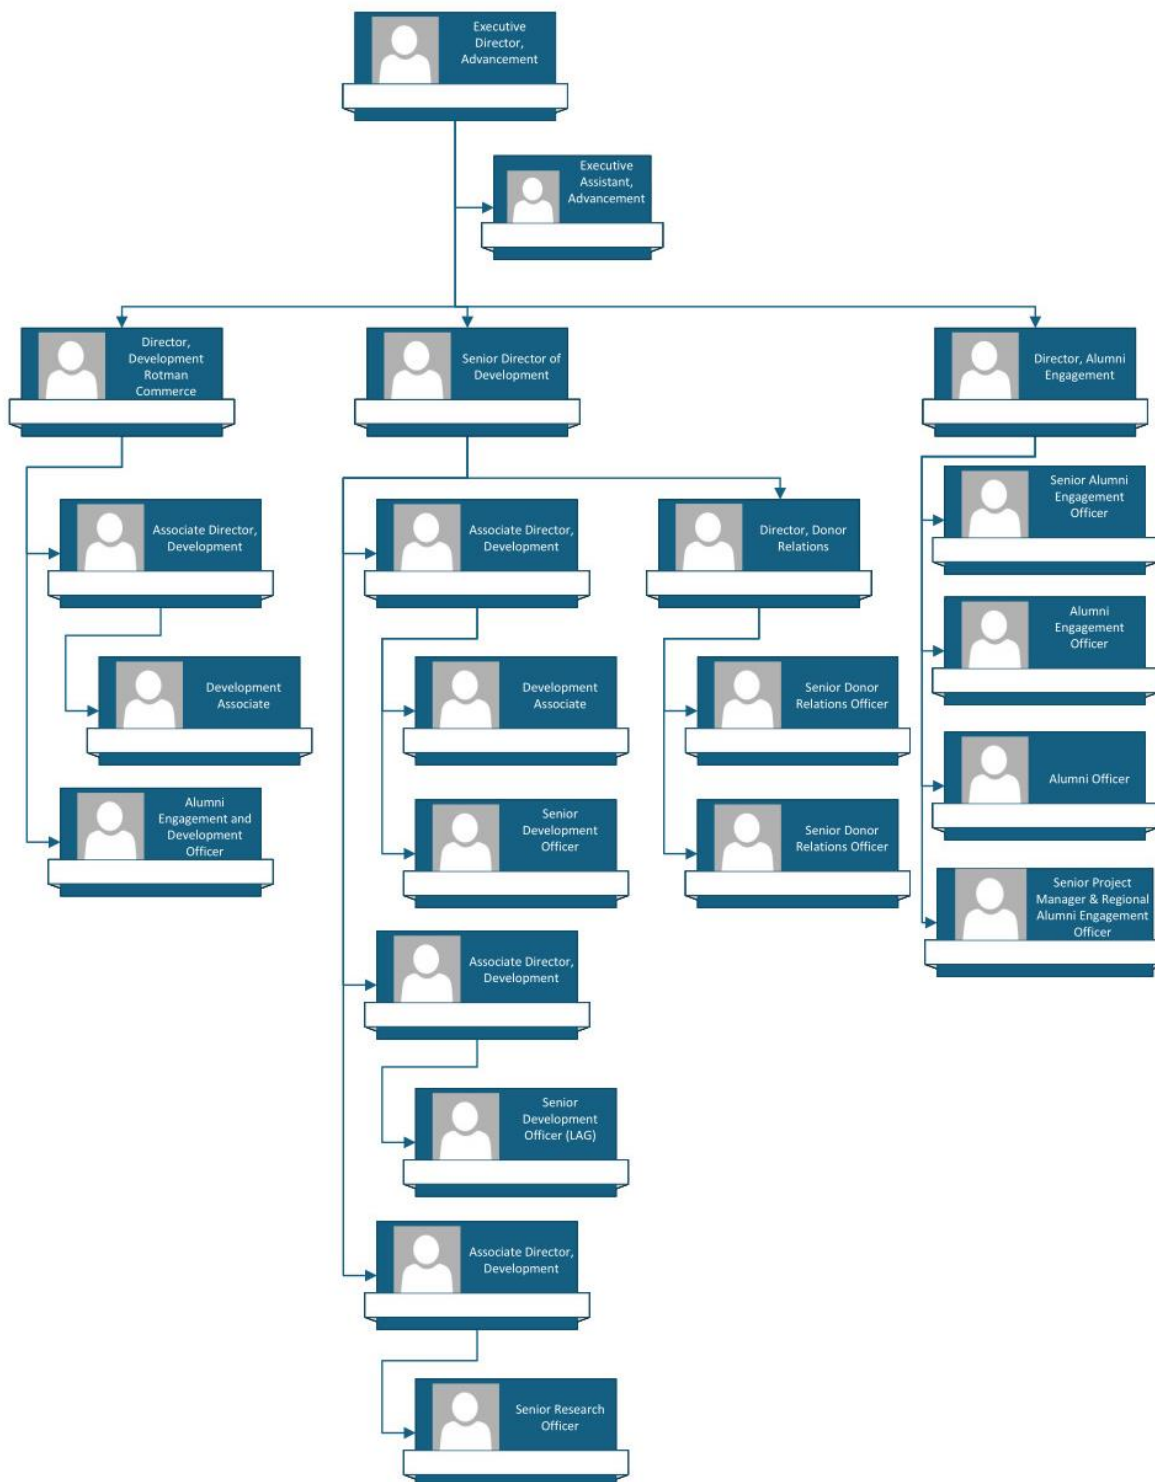 Executive
Director,
Advancement
Executive
Assistant,
Advancement
Director,
Development
Rotman
Commerce
Senior Director of
Development
Director, Alumni
Engagement
Associate Director,
Development
Associate Director,
Development
Director, Donor
Relations
Senior Alumni
Engagement
Officer
Alumni
Engagement
Officer
Development
Associate
Development
Associate
Senior Donor
Relations Officer
Alumni Officer
Alumni
Engagement and
Development
Officer
Senior
Development
Officer
Senior Donor
Relations Officer
Senior Project
Manager & Regional
Alumni Engagement
Officer
Associate Director,
Development
Senior
Development
Officer (LAG)
Associate Director,
Development
Senior Research
Officer